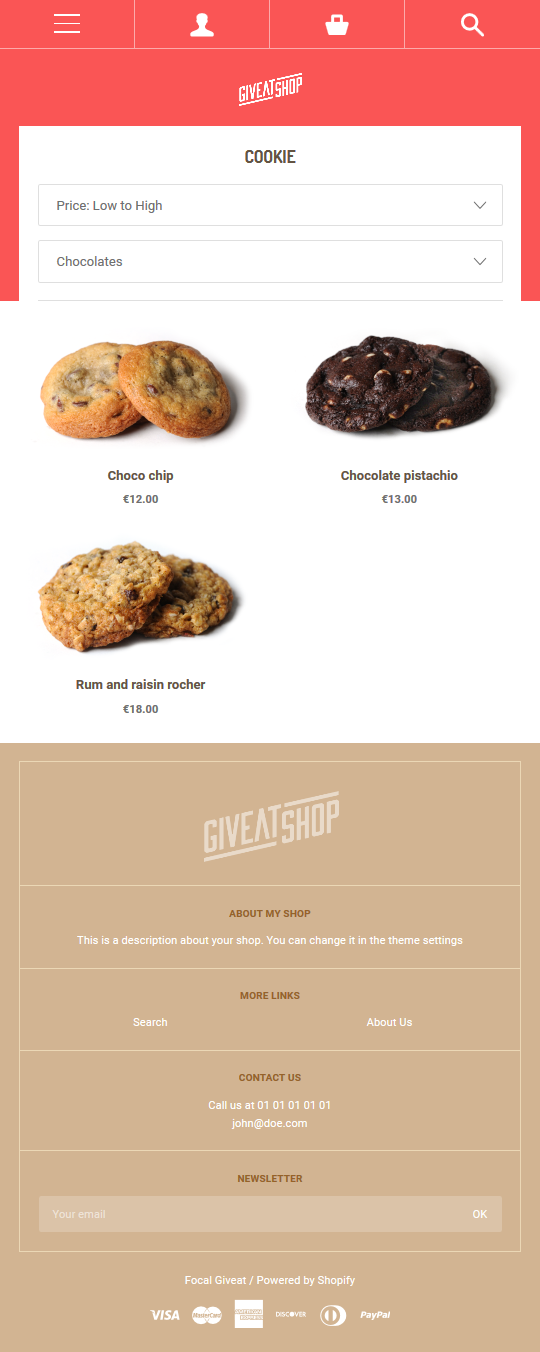 GIVEATSHOP
COOKIE
Price: Low to High
Chocolates
Choco chip
€12.00
Chocolate pistachio
€13.00
Rum and raisin rocher
€18.00
GIVEATSHOP
ABOUT MY SHOP
This is a description about your shop. You can change it in the theme settings
MORE LINKS
Search
About Us
CONTACT US
Call us at 01 01 01 01 01
john@doe.com
NEWSLETTER
Your email
OK
Focal Giveat / Powered by Shopify
VISA
MasterCard
AMERICAN
EXPRESS
DISCOVER
PayPal